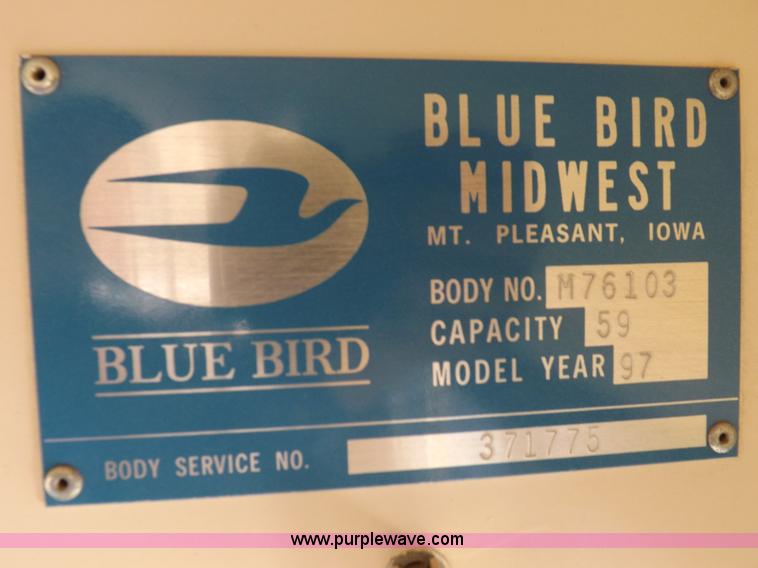 BLUE BIRD
MIDWEST
MT. PLEASANT, IOWA
BODY NO. M76103
CAPACITY 59
MODEL YEAR 97
BLUE BIRD
BODY SERVICE NO. 371775
www.purplewave.com